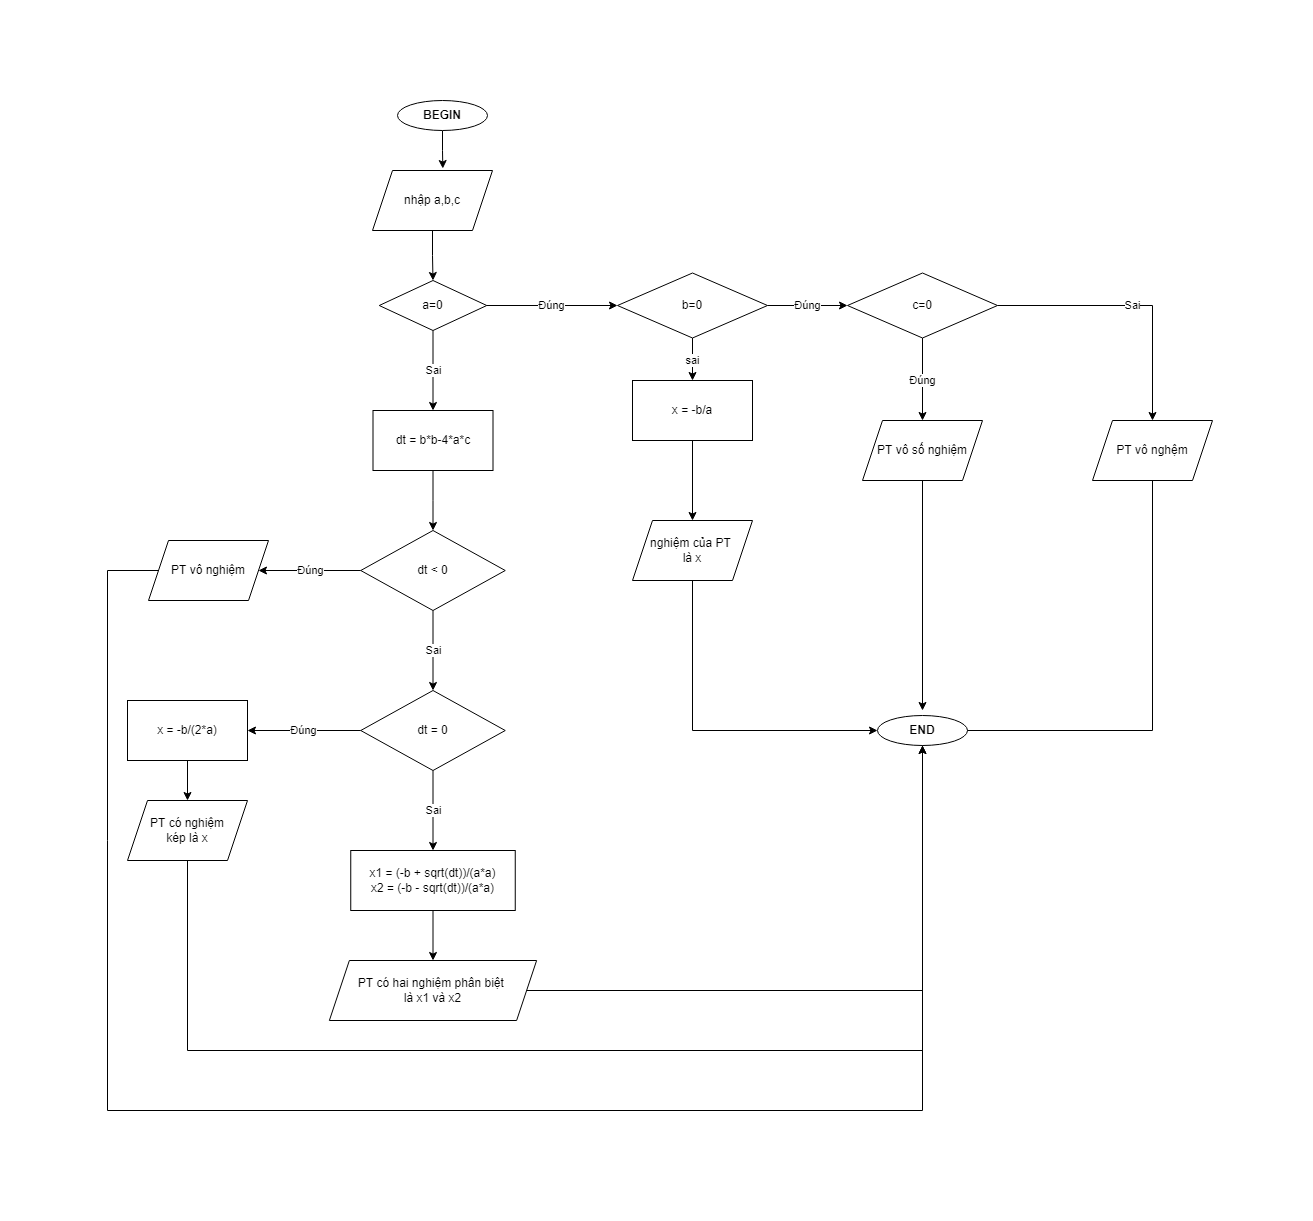 BEGIN
nhập a,b,c
a=0
Đúng
b=0
Đúng
c=0
Sai
Sai
sai
Đúng
dt = b*b-4*a*c
x = -b/a
PT vô số nghiệm
PT vô nghệm
nghiệm của PT
là x
PT vô nghiệm
Đúng
dt < 0
Sai
x = -b/(2*a)
Đúng
dt = 0
END
Sai
PT có nghiệm
kép là x
x1 = (-b + sqrt(dt))/(a*a)
x2 = (-b - sqrt(dt))/(a*a)
PT có hai nghiệm phân biệt
là x1 và x2